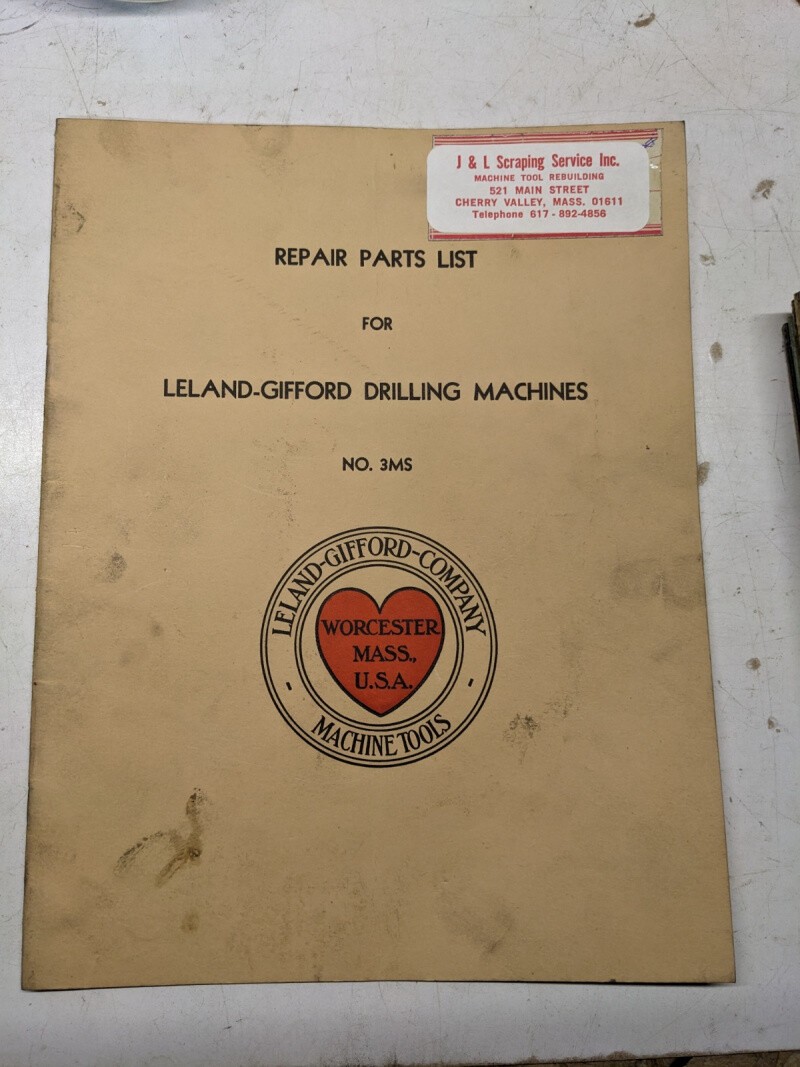 J & L Scraping Service Inc.
MACHINE TOOL REBUILDING
521 MAIN STREET
CHERRY VALLEY, MASS. 01611
Telephone 617 - 892-4856
REPAIR PARTS LIST
FOR
LELAND-GIFFORD DRILLING MACHINES
NO. 3MS
LELAND-GIFFORD-COMPANY
WORCESTER
MASS.,
U.S.A.
- MACHINE TOOLS -